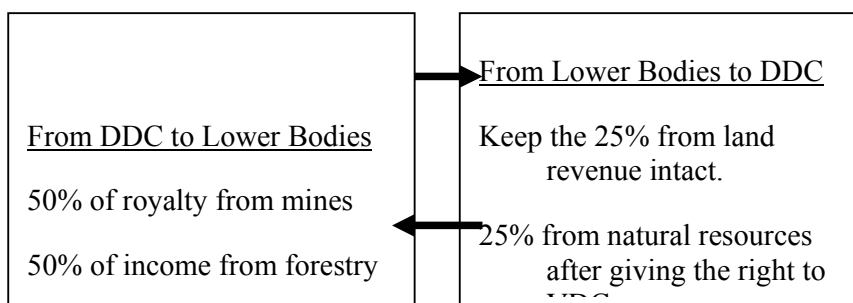 From DDC to Lower Bodies
50% of royalty from mines
50% of income from forestry
From Lower Bodies to DDC
Keep the 25% from land
revenue intact.
25% from natural resources
after giving the right to